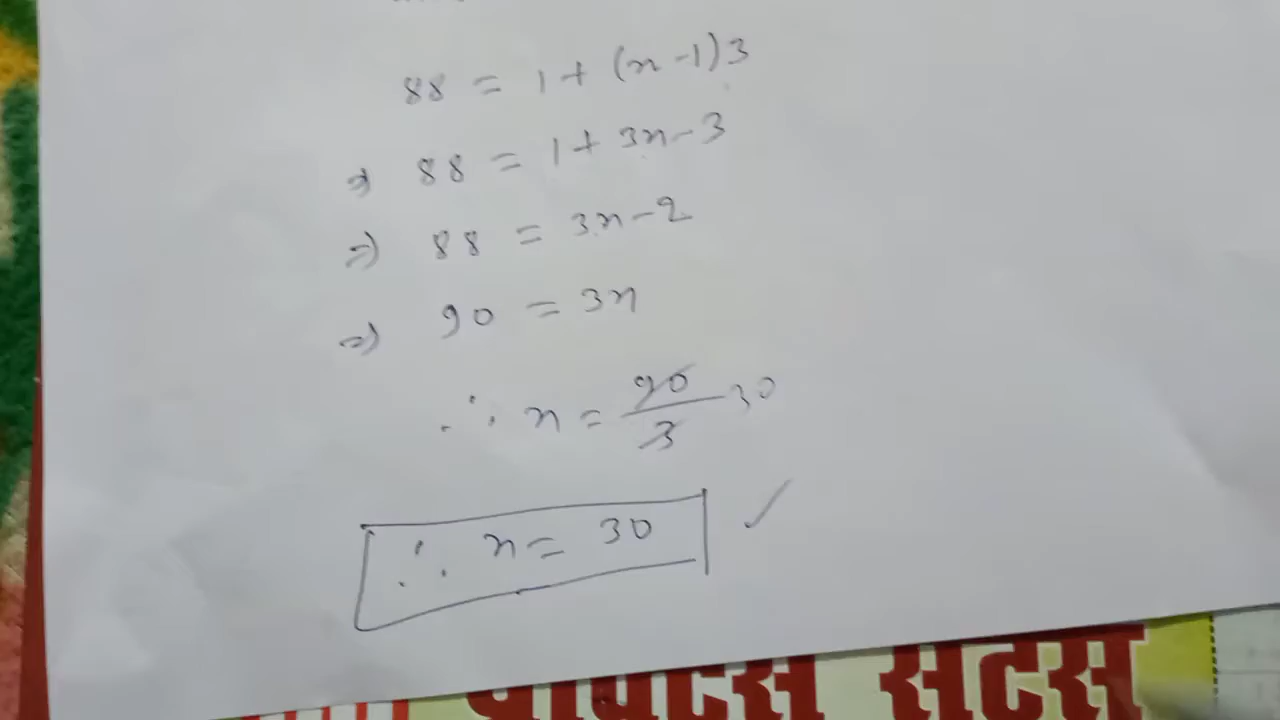 88 = 1 + (n - 1)3
⇒ 88 = 1 + 3n - 3
⇒ 88 = 3n - 2
⇒ 90 = 3n
∴ n = 90/3 30
∴ n = 30 ✓
सेट्स